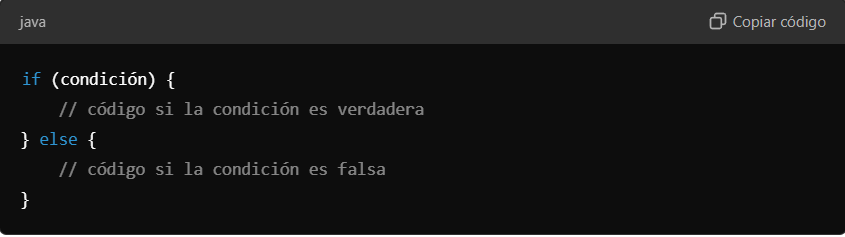 java
Copiar código
if (condición) {
    // código si la condición es verdadera
} else {
    // código si la condición es falsa
}